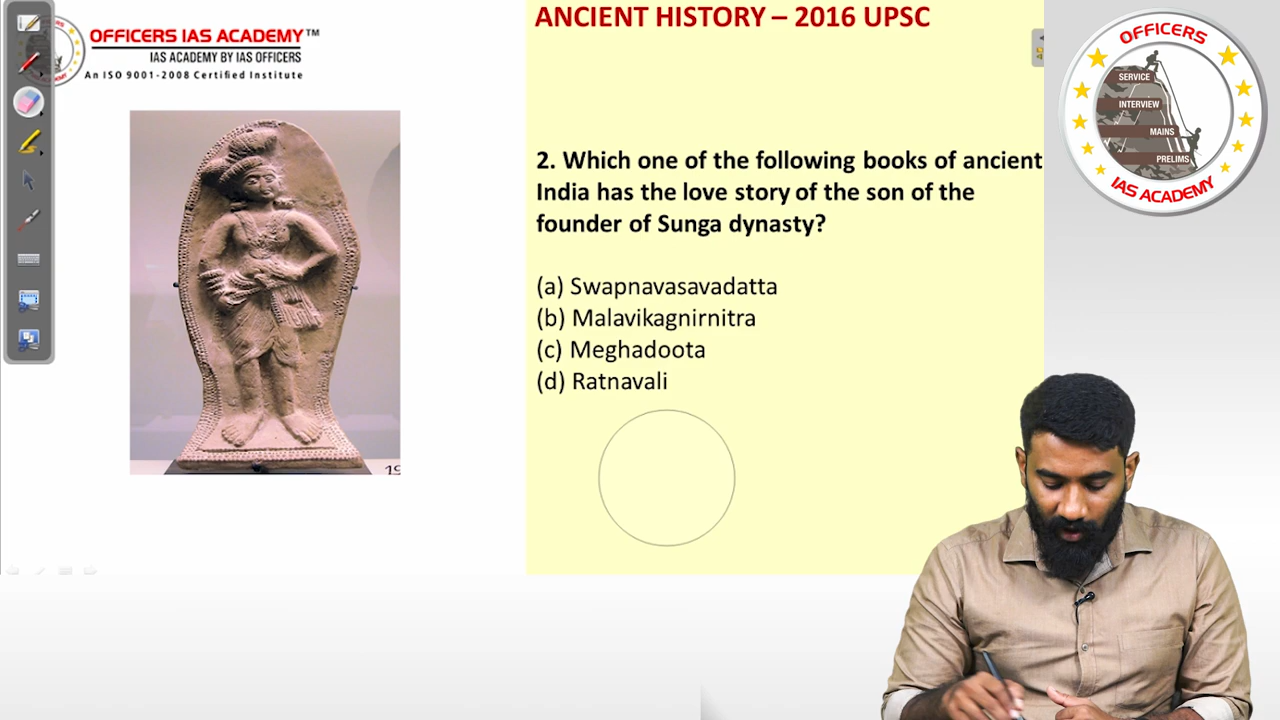 OFFICERS IAS ACADEMY™
IAS ACADEMY BY IAS OFFICERS
An ISO 9001-2008 Certified Institute
ANCIENT HISTORY – 2016 UPSC
2. Which one of the following books of ancient
India has the love story of the son of the
founder of Sunga dynasty?
(a) Swapnavasavadatta
(b) Malavikagnirnitra
(c) Meghadoota
(d) Ratnavali
OFFICERS
SERVICE
INTERVIEW
MAINS
PRELIMS
IAS ACADEMY